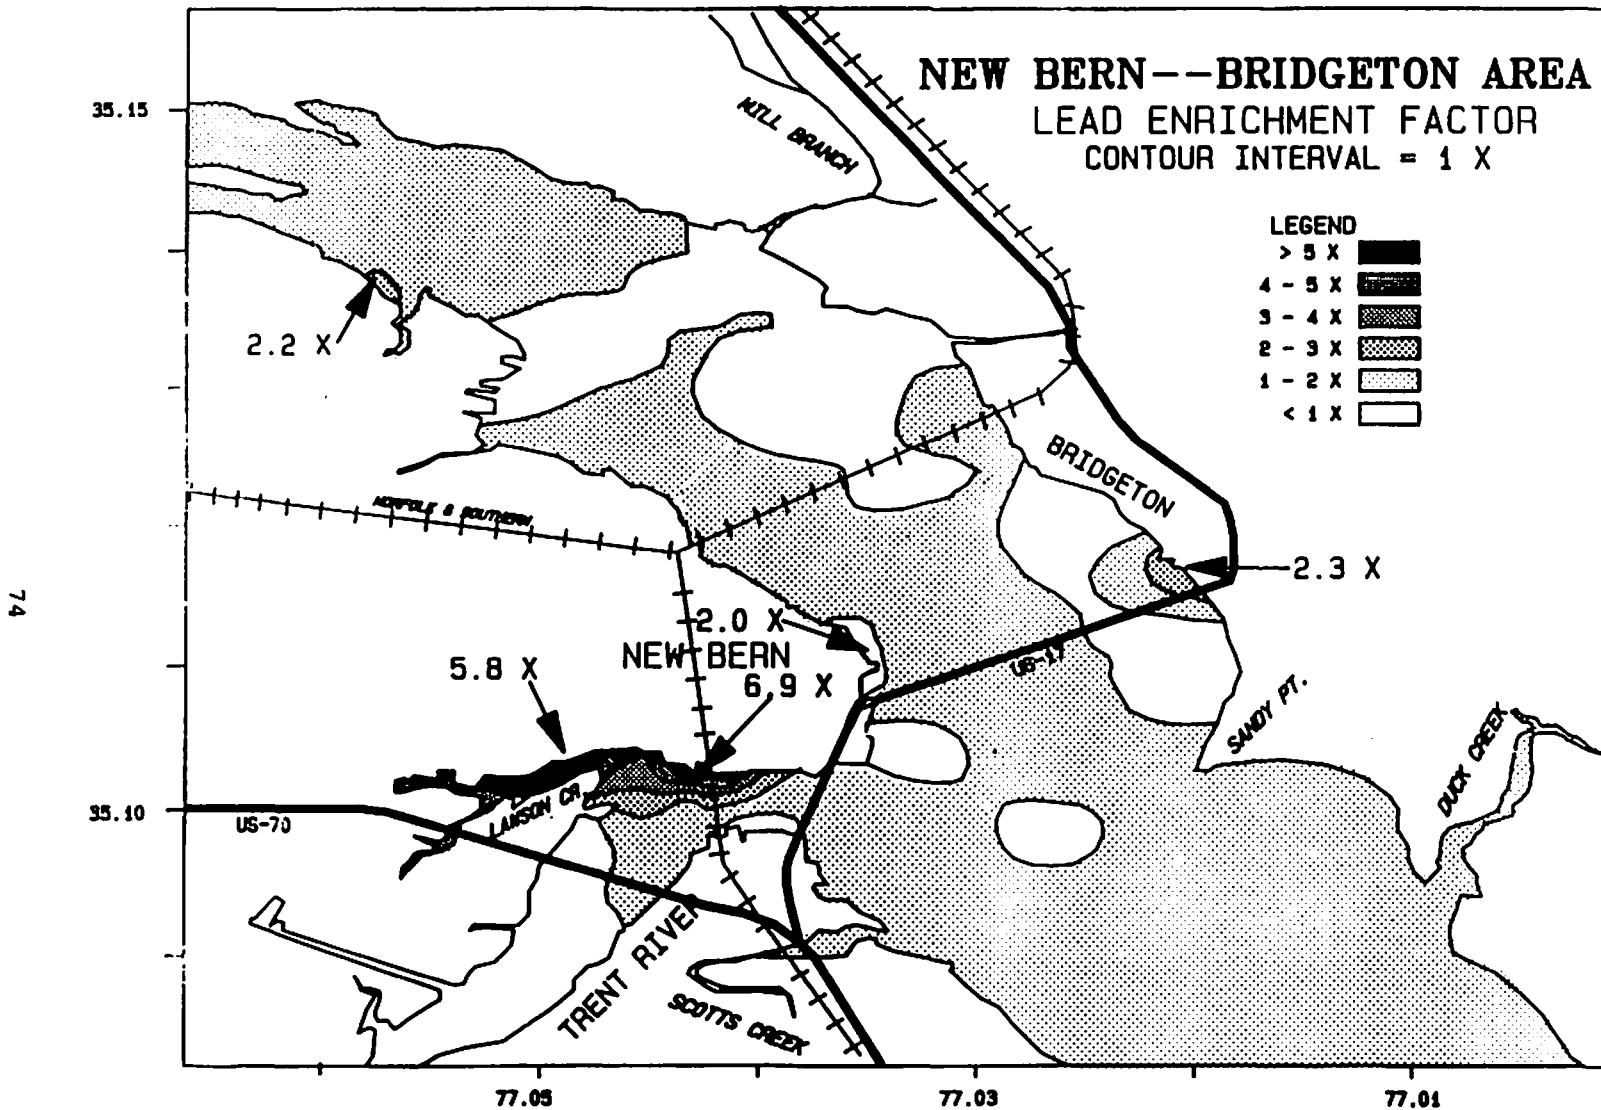 NEW BERN--BRIDGETON AREA
LEAD ENRICHMENT FACTOR
CONTOUR INTERVAL = 1 X
LEGEND
> 5 X
4 - 5 X
3 - 4 X
2 - 3 X
1 - 2 X
< 1 X
35.15
MILL BRANCH
2.2 X
BRIDGETON
NORFOLK & SOUTHERN
2.3 X
74
2.0 X
NEW BERN
US-17
5.8 X
6.9 X
SANDY PT.
DUCK CREEK
35.10
US-70
LAWSON CR.
TRENT RIVER
SCOTTS CREEK
77.05
77.03
77.01